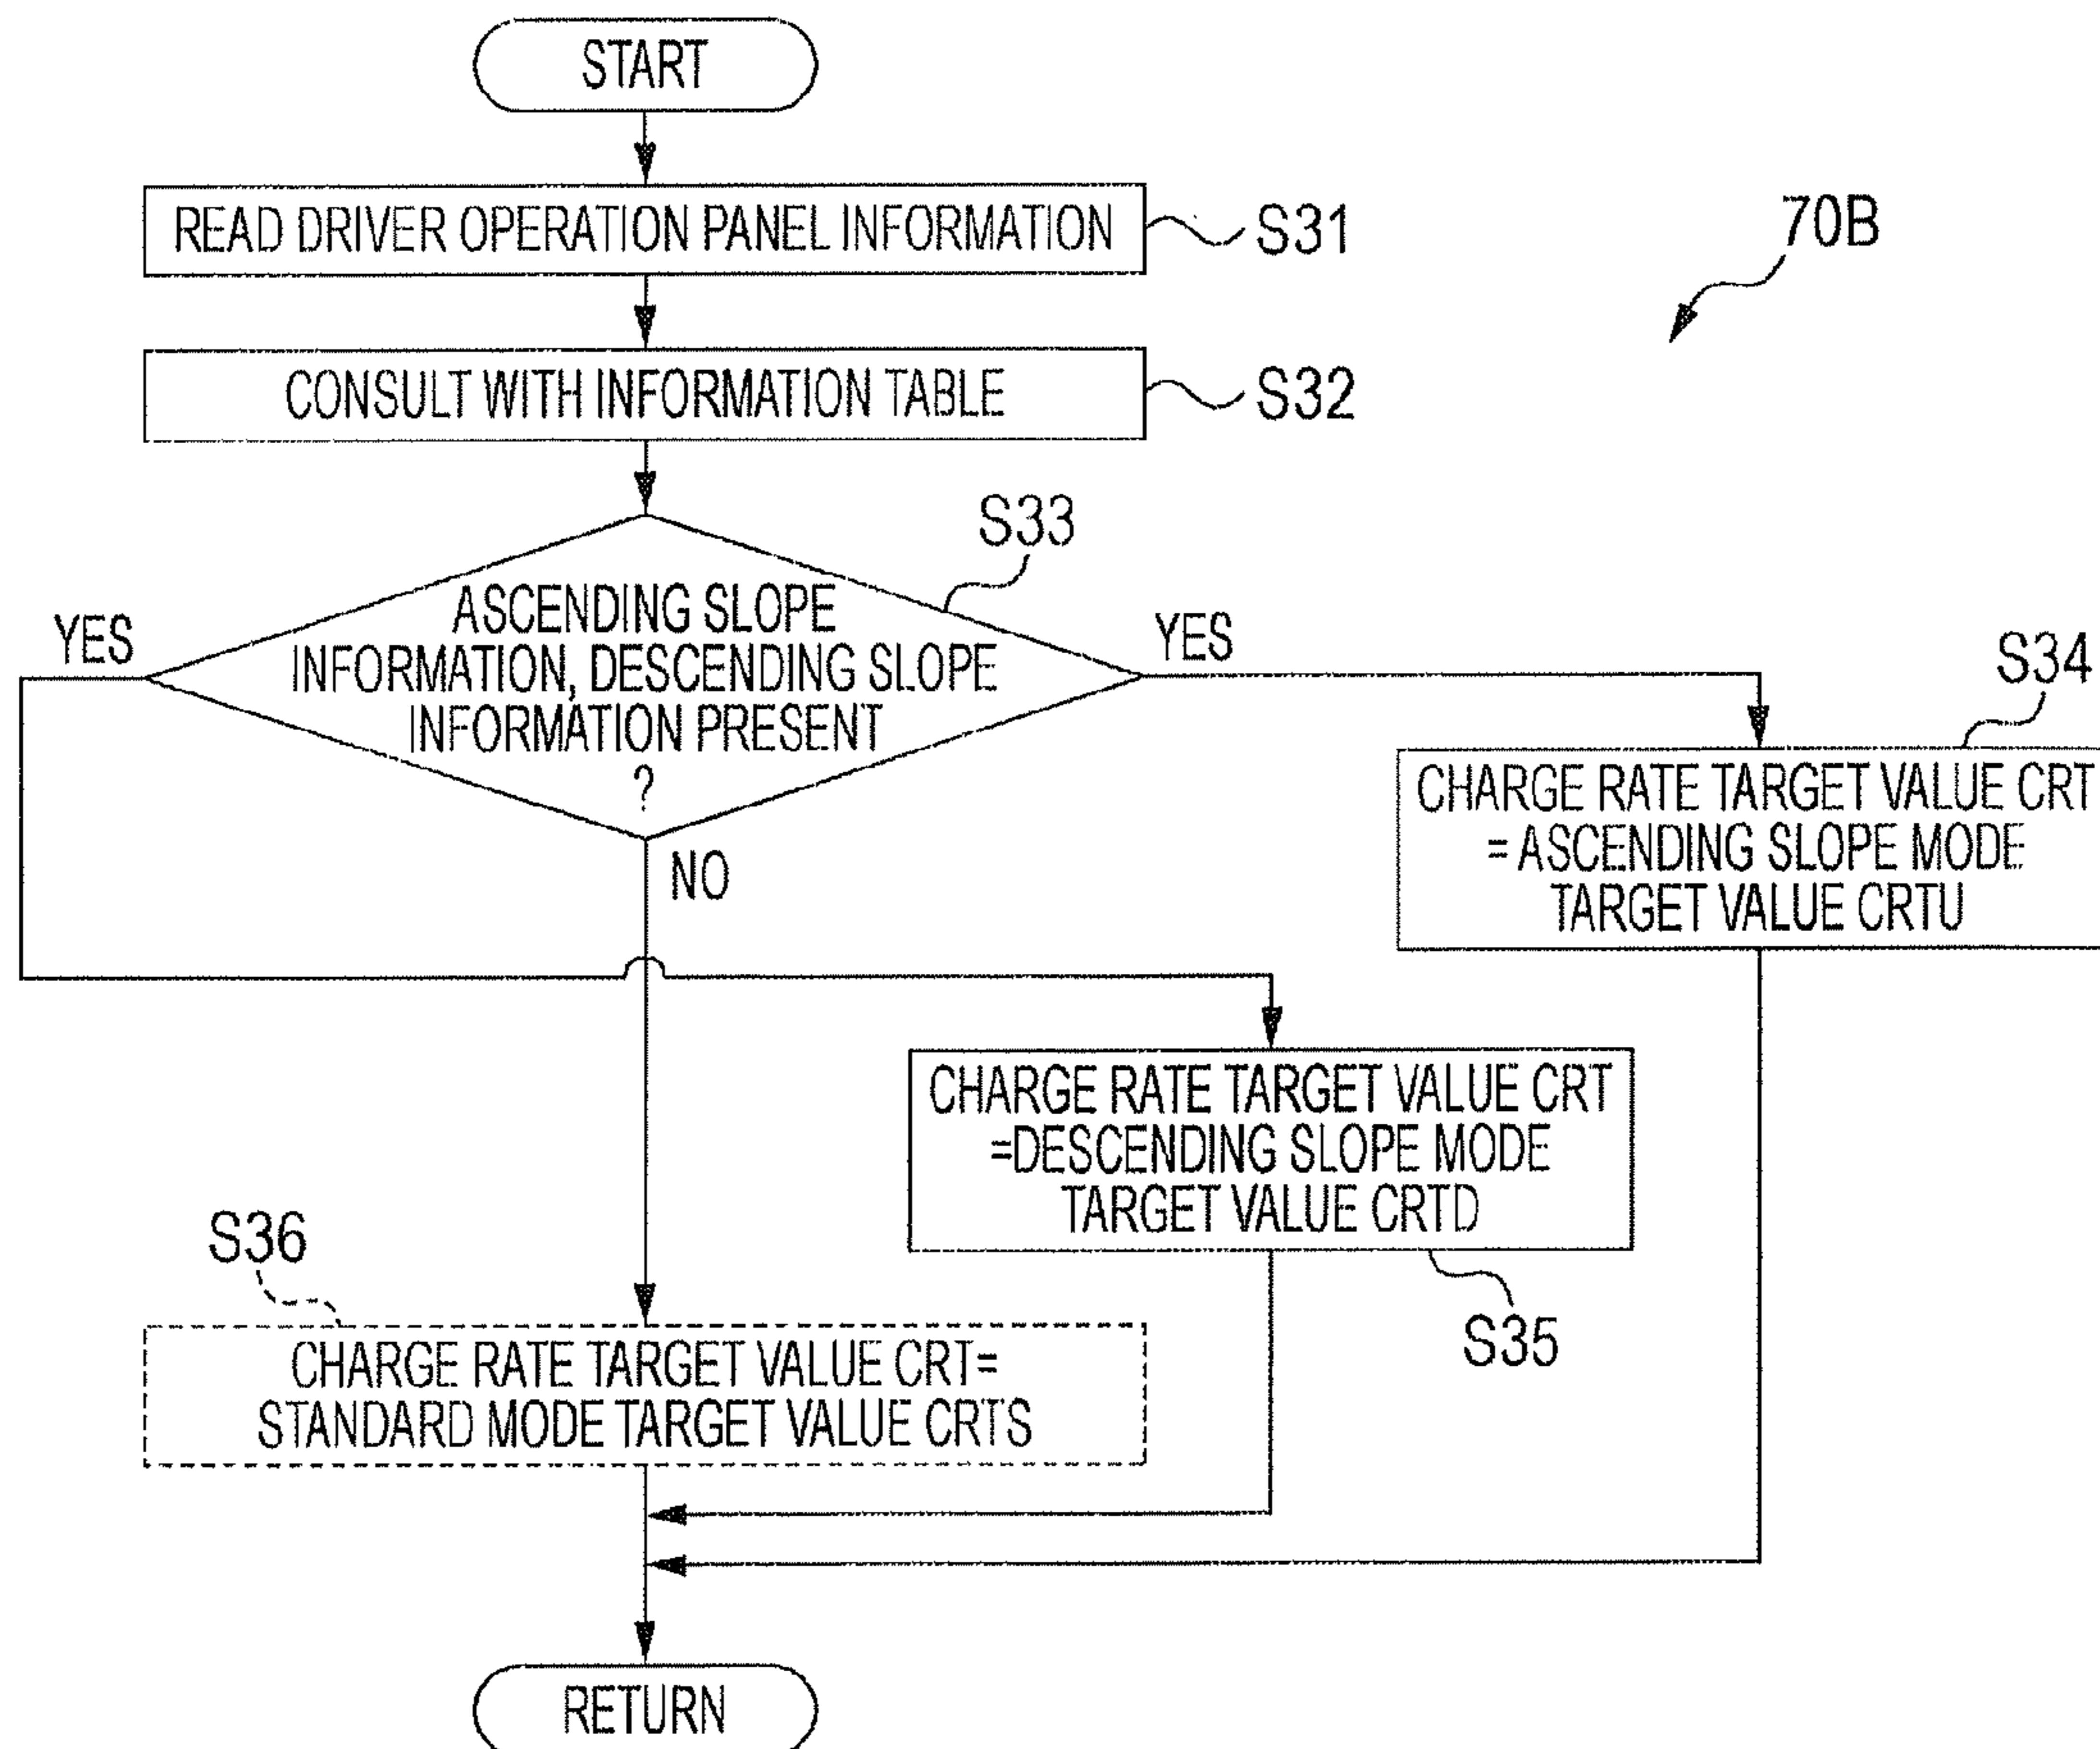 START
READ DRIVER OPERATION PANEL INFORMATION
S31
70B
CONSULT WITH INFORMATION TABLE
S32
S33
ASCENDING SLOPE
INFORMATION, DESCENDING SLOPE
INFORMATION PRESENT
?
YES
YES
NO
S34
CHARGE RATE TARGET VALUE CRT
= ASCENDING SLOPE MODE
TARGET VALUE CRTU
CHARGE RATE TARGET VALUE CRT
=DESCENDING SLOPE MODE
TARGET VALUE CRTD
S35
S36
CHARGE RATE TARGET VALUE CRT=
STANDARD MODE TARGET VALUE CRTS
RETURN